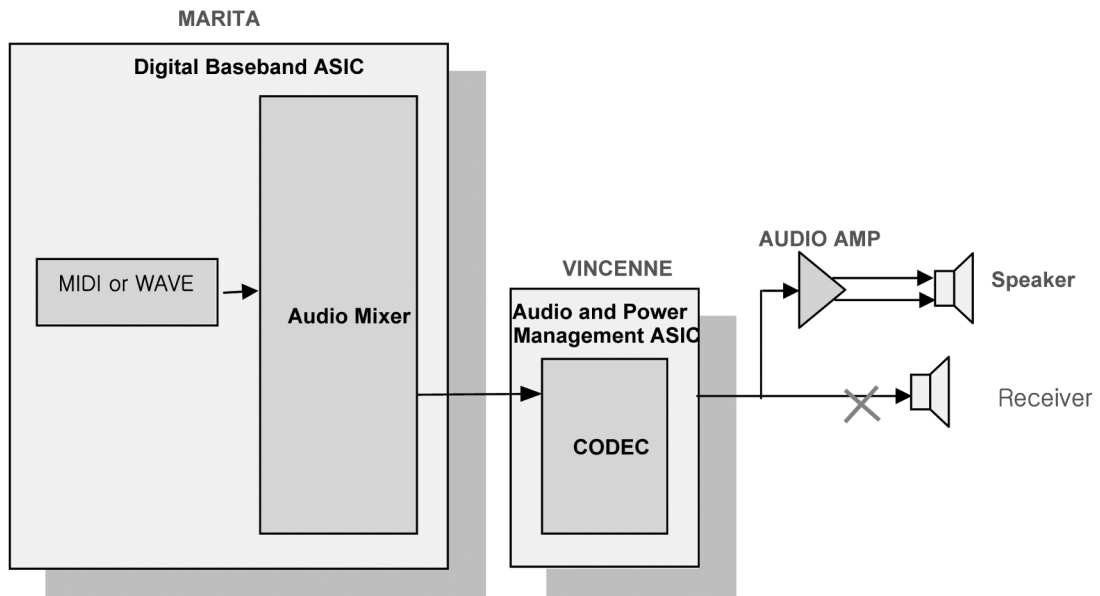 MARITA
Digital Baseband ASIC
MIDI or WAVE
Audio Mixer
VINCENNE
Audio and Power
Management ASIC
CODEC
AUDIO AMP
Speaker
Receiver